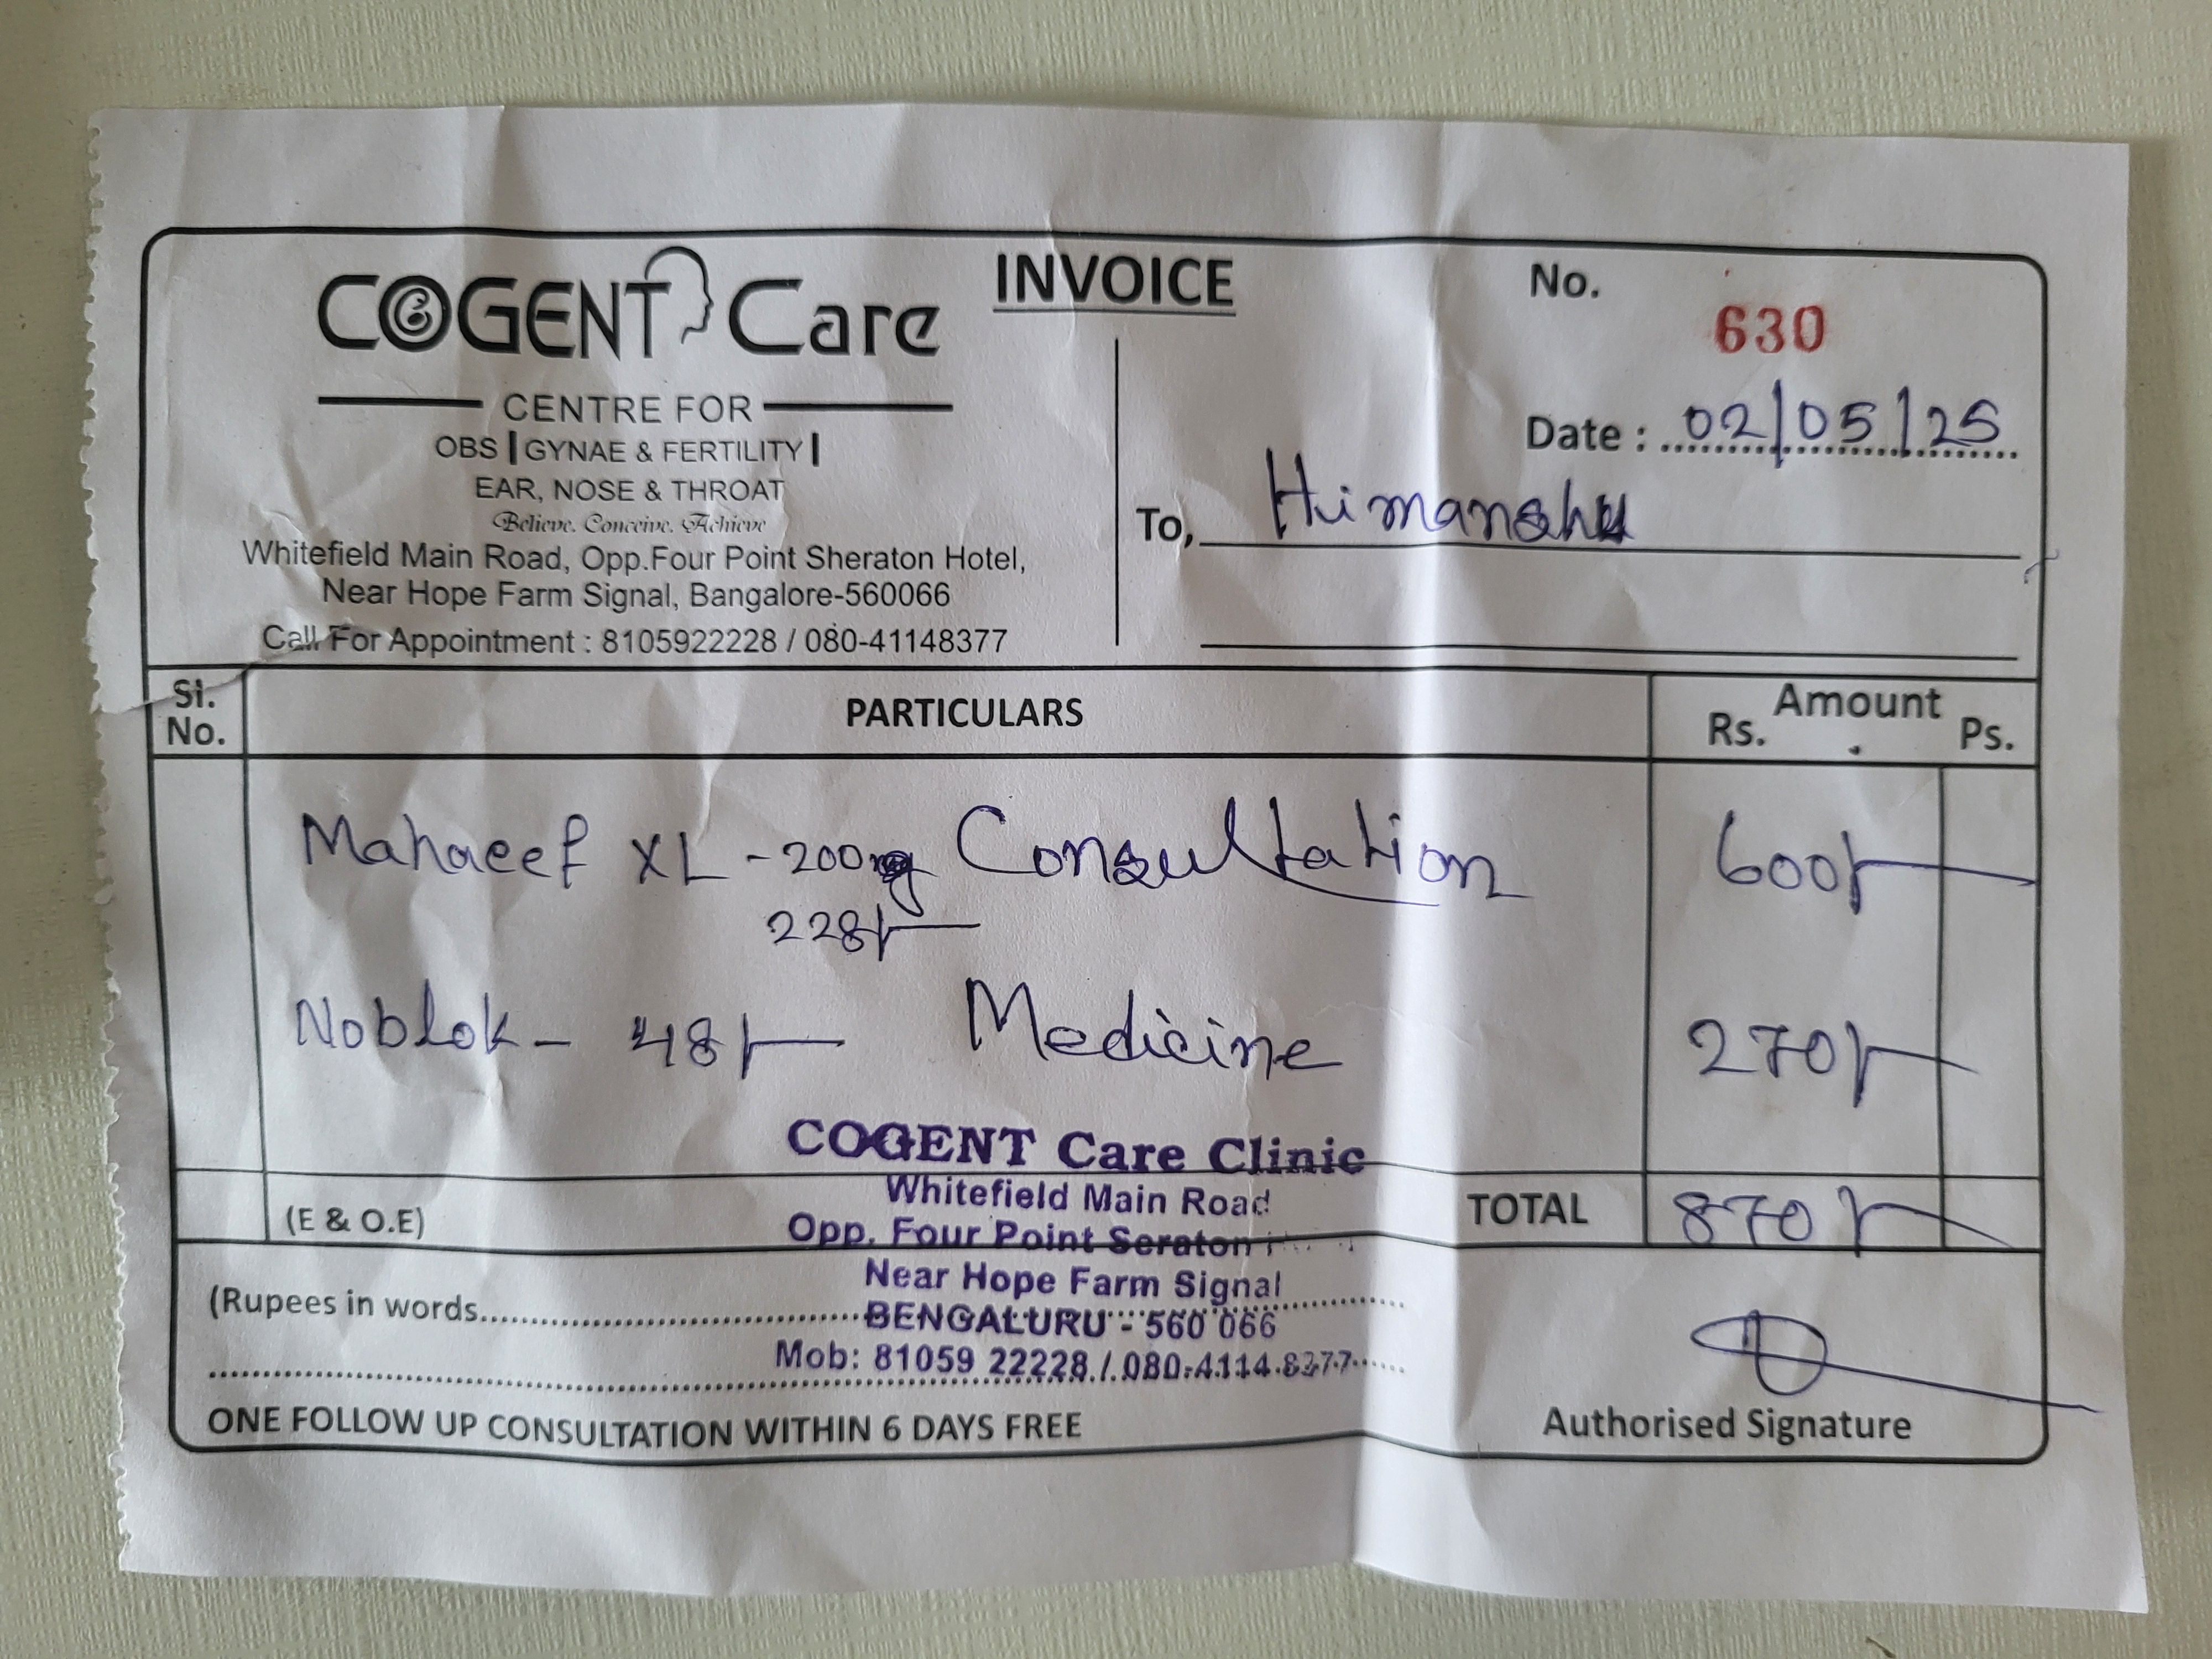 COGENT Care INVOICE No. 630
CENTRE FOR
OBS | GYNAE & FERTILITY |
EAR, NOSE & THROAT
Believe. Conceive. Achieve
Date : 02/05/25
Whitefield Main Road, Opp.Four Point Sheraton Hotel,
Near Hope Farm Signal, Bangalore-560066
Call For Appointment : 8105922228 / 080-41148377
To, Himanshu
Sl. No. PARTICULARS Amount Rs. Ps.
Mahacef XL - 200mg Consultation 600/-
228/-
Noblok - 48/- Medicine 270/-
COGENT Care Clinic
Whitefield Main Road
Opp. Four Point Seraton
Near Hope Farm Signal
BENGALURU - 560 066
Mob: 81059 22228 / 080-4114 8377
(E & O.E) TOTAL 870/-
(Rupees in words
ONE FOLLOW UP CONSULTATION WITHIN 6 DAYS FREE
Authorised Signature